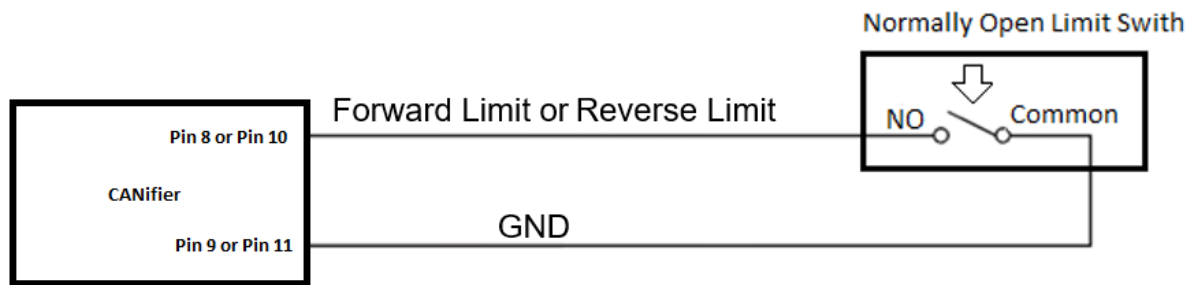 Normally Open Limit Swith
Forward Limit or Reverse Limit
NO
Common
Pin 8 or Pin 10
CANifier
GND
Pin 9 or Pin 11